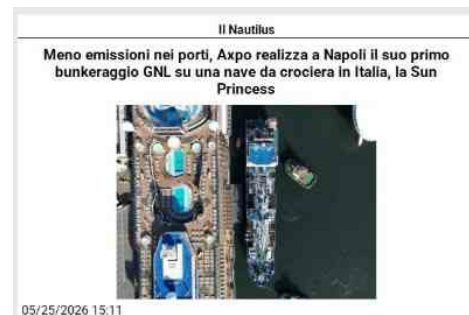 Il Nautilus
Meno emissioni nei porti, Axpo realizza a Napoli il suo primo
bunkeraggio GNL su una nave da crociera in Italia, la Sun
Princess
05/25/2026 15:11